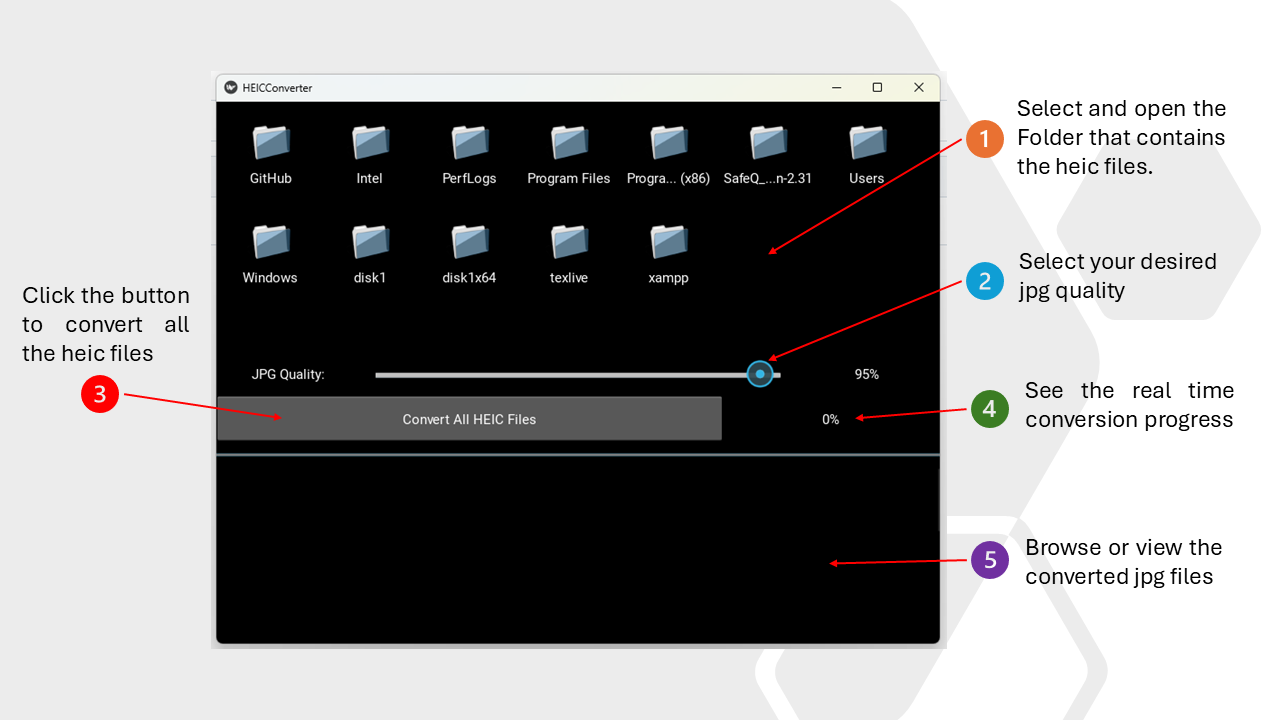 HEICConverter
GitHub
Intel
PerfLogs
Program Files
Progra... (x86)
SafeQ_...n-2.31
Users
Windows
disk1
disk1x64
texlive
xampp
JPG Quality:
95%
Convert All HEIC Files
0%
1
Select and open the
Folder that contains
the heic files.
2
Select your desired
jpg quality
Click the button
to convert all
the heic files
3
4
See the real time
conversion progress
5
Browse or view the
converted jpg files